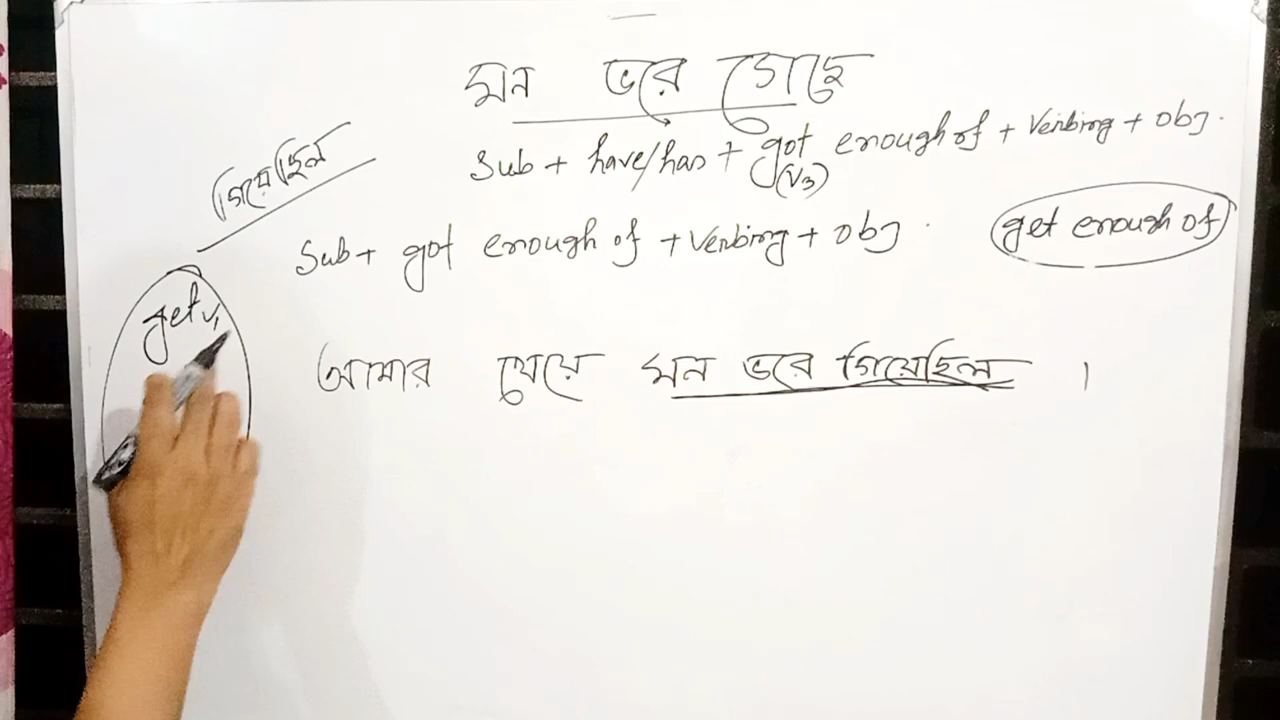 মন ভরে গেছে
Sub + have/has + got enough of + Verbing + obj.
(V3)
গিয়েছিল
Sub + got enough of + Verbing + obj.
get enough of
get V1
আমার খেয়ে মন ভরে গিয়েছিল ।